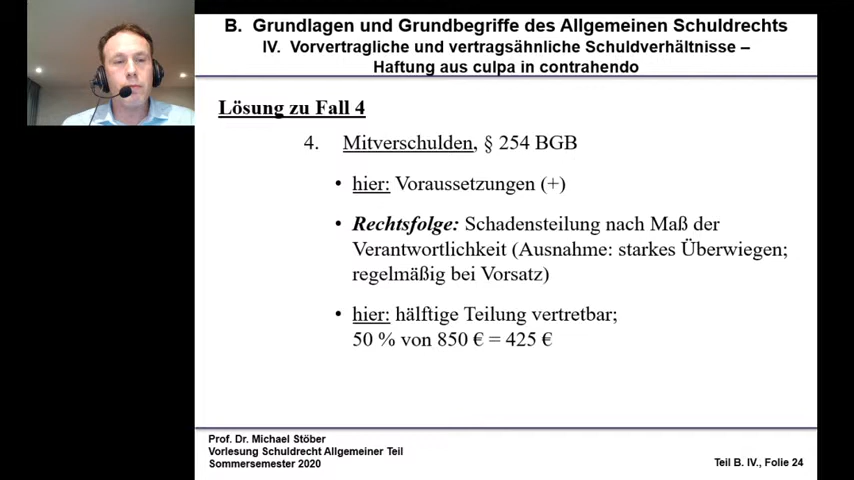 B. Grundlagen und Grundbegriffe des Allgemeinen Schuldrechts
IV. Vorvertragliche und vertragsähnliche Schuldverhältnisse –
Haftung aus culpa in contrahendo
Lösung zu Fall 4
4. Mitverschulden, § 254 BGB
• hier: Voraussetzungen (+)
• Rechtsfolge: Schadensteilung nach Maß der
Verantwortlichkeit (Ausnahme: starkes Überwiegen;
regelmäßig bei Vorsatz)
• hier: hälftige Teilung vertretbar;
50 % von 850 € = 425 €
Prof. Dr. Michael Stöber
Vorlesung Schuldrecht Allgemeiner Teil
Sommersemester 2020
Teil B. IV., Folie 24